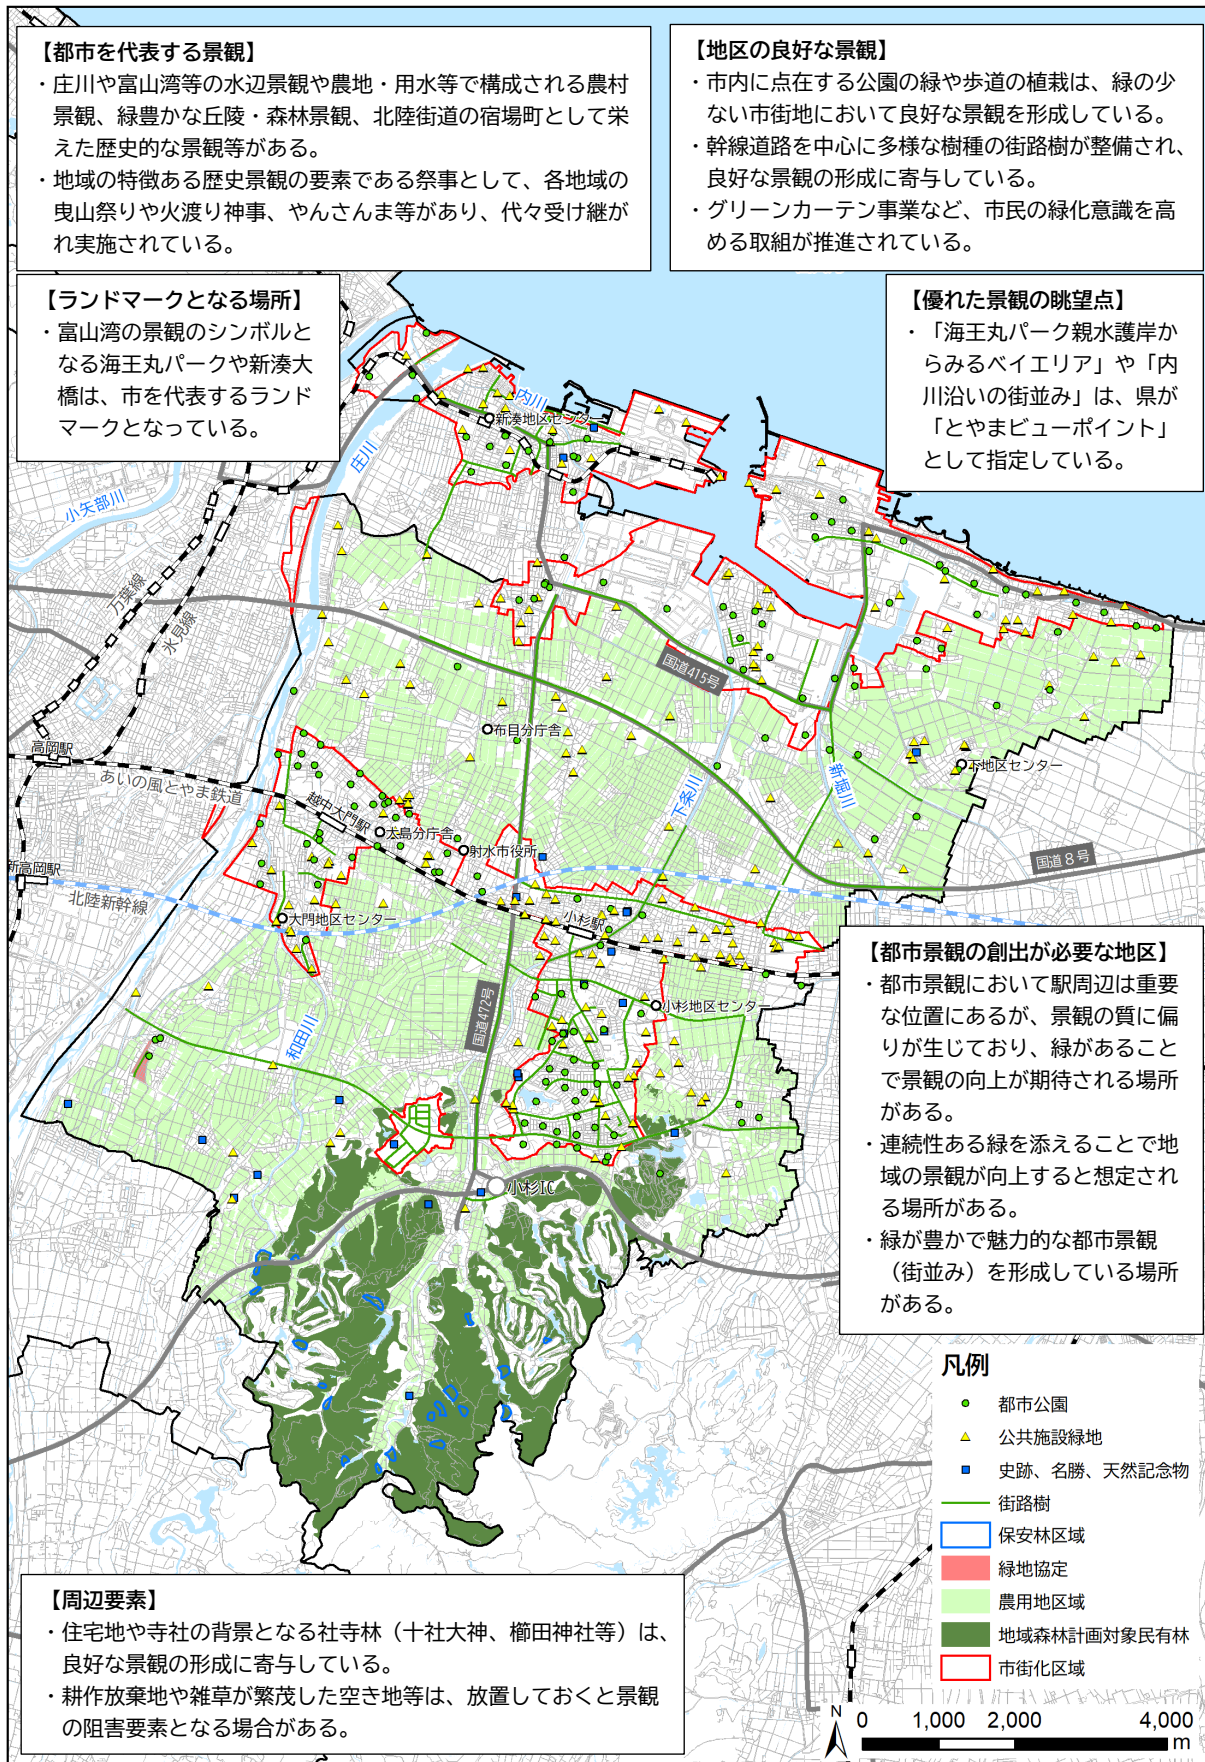 【都市を代表する景観】
・庄川や富山湾等の水辺景観や農地・用水等で構成される農村
景観、緑豊かな丘陵・森林景観、北陸街道の宿場町として栄
えた歴史的な景観等がある。
・地域の特徴ある歴史景観の要素である祭事として、各地域の
曳山祭りや火渡り神事、やんさんま等があり、代々受け継が
れ実施されている。
【地区の良好な景観】
・市内に点在する公園の緑や歩道の植栽は、緑の少
ない市街地において良好な景観を形成している。
・幹線道路を中心に多様な樹種の街路樹が整備され、
良好な景観の形成に寄与している。
・グリーンカーテン事業など、市民の緑化意識を高
める取組が推進されている。
【ランドマークとなる場所】
・富山湾の景観のシンボルと
なる海王丸パークや新湊大
橋は、市を代表するランド
マークとなっている。
【優れた景観の眺望点】
・「海王丸パーク親水護岸か
らみるベイエリア」や「内
川沿いの街並み」は、県が
「とやまビューポイント」
として指定している。
内川
新湊地区センター
庄川
小矢部川
万葉線
氷見線
国道415号
布目分庁舎
高岡駅
あいの風とやま鉄道
越中大門駅
大島分庁舎
射水市役所
下条川
新堀川
下地区センター
国道8号
新高岡駅
北陸新幹線
大門地区センター
小杉駅
小杉地区センター
国道472号
和田川
小杉IC
【都市景観の創出が必要な地区】
・都市景観において駅周辺は重要
な位置にあるが、景観の質に偏
りが生じており、緑があること
で景観の向上が期待される場所
がある。
・連続性ある緑を添えることで地
域の景観が向上すると想定され
る場所がある。
・緑が豊かで魅力的な都市景観
（街並み）を形成している場所
がある。
凡例
都市公園
公共施設緑地
史跡、名勝、天然記念物
街路樹
保安林区域
緑地協定
農用地区域
地域森林計画対象民有林
市街化区域
【周辺要素】
・住宅地や寺社の背景となる社寺林（十社大神、櫛田神社等）は、
良好な景観の形成に寄与している。
・耕作放棄地や雑草が繁茂した空き地等は、放置しておくと景観
の阻害要素となる場合がある。
N
0 1,000 2,000 4,000
m